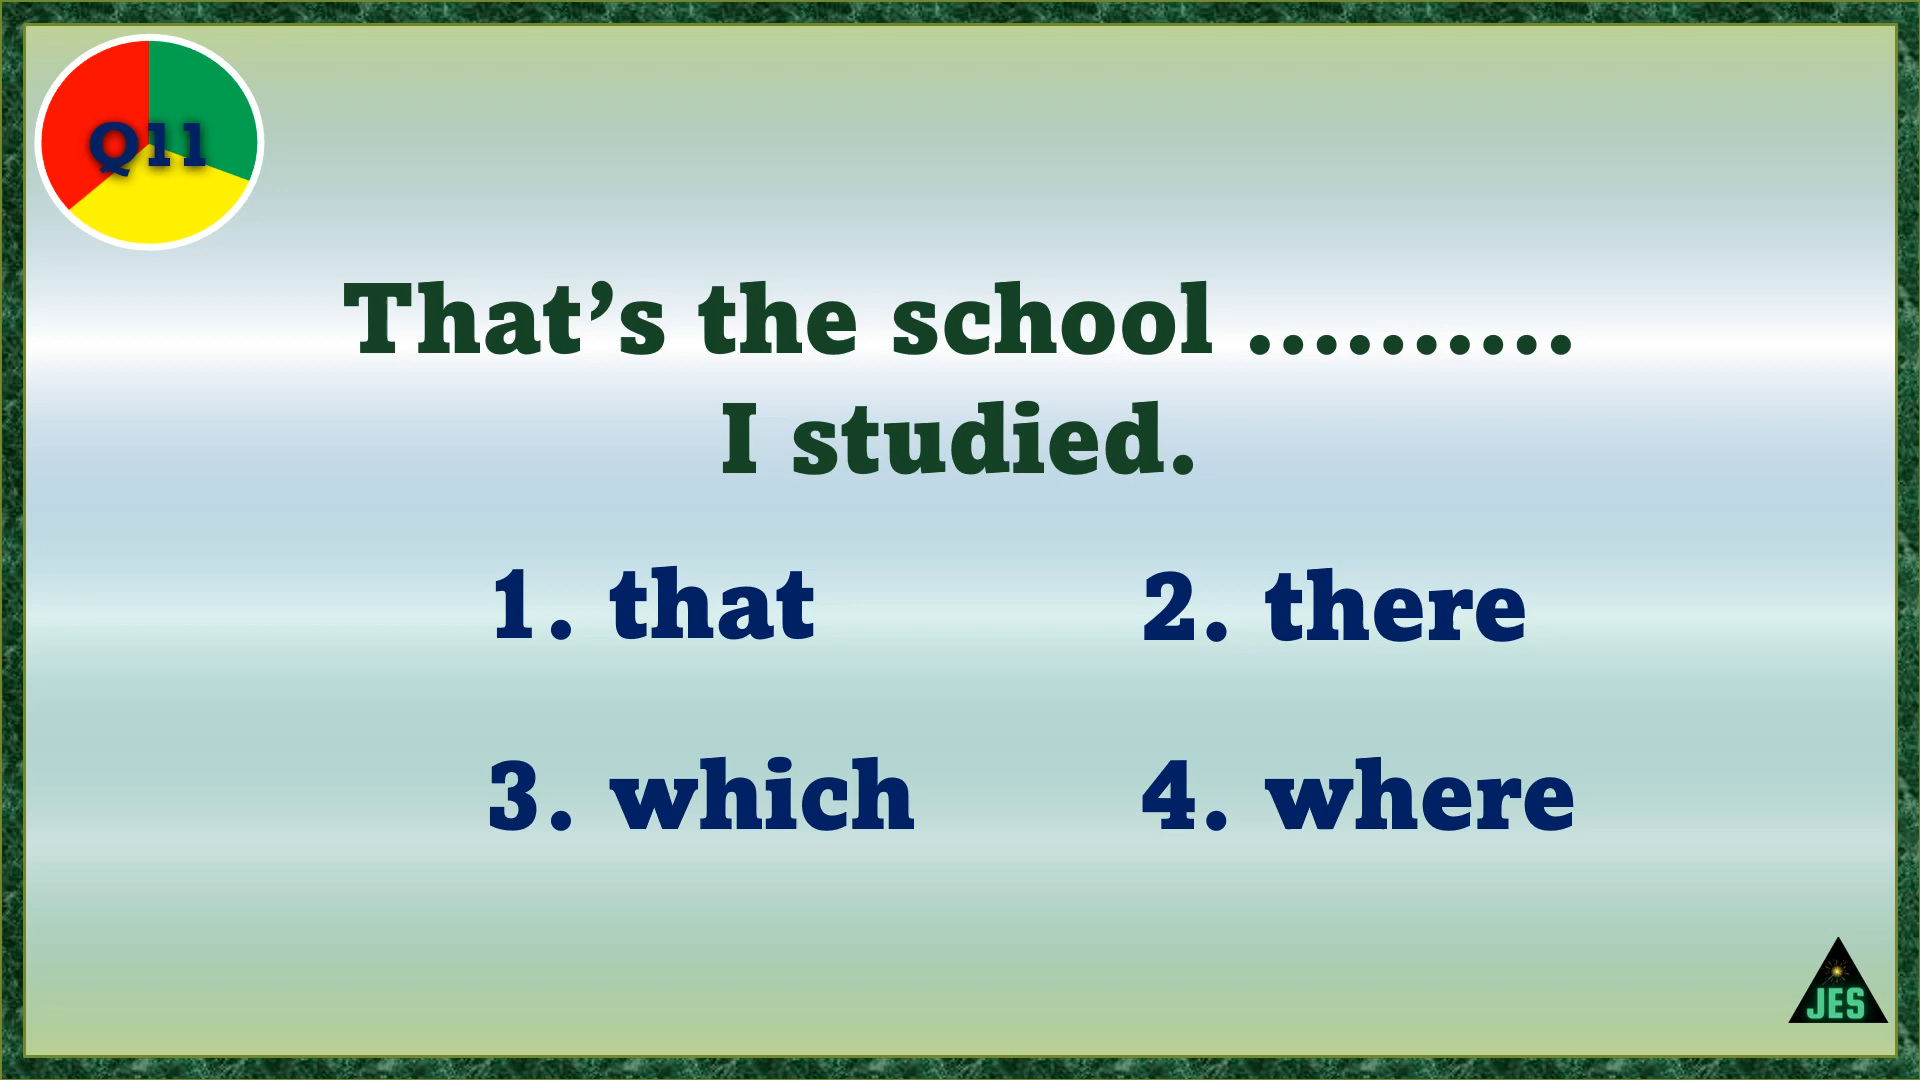 Q11
That’s the school ..........
I studied.
1. that
2. there
3. which
4. where
JES